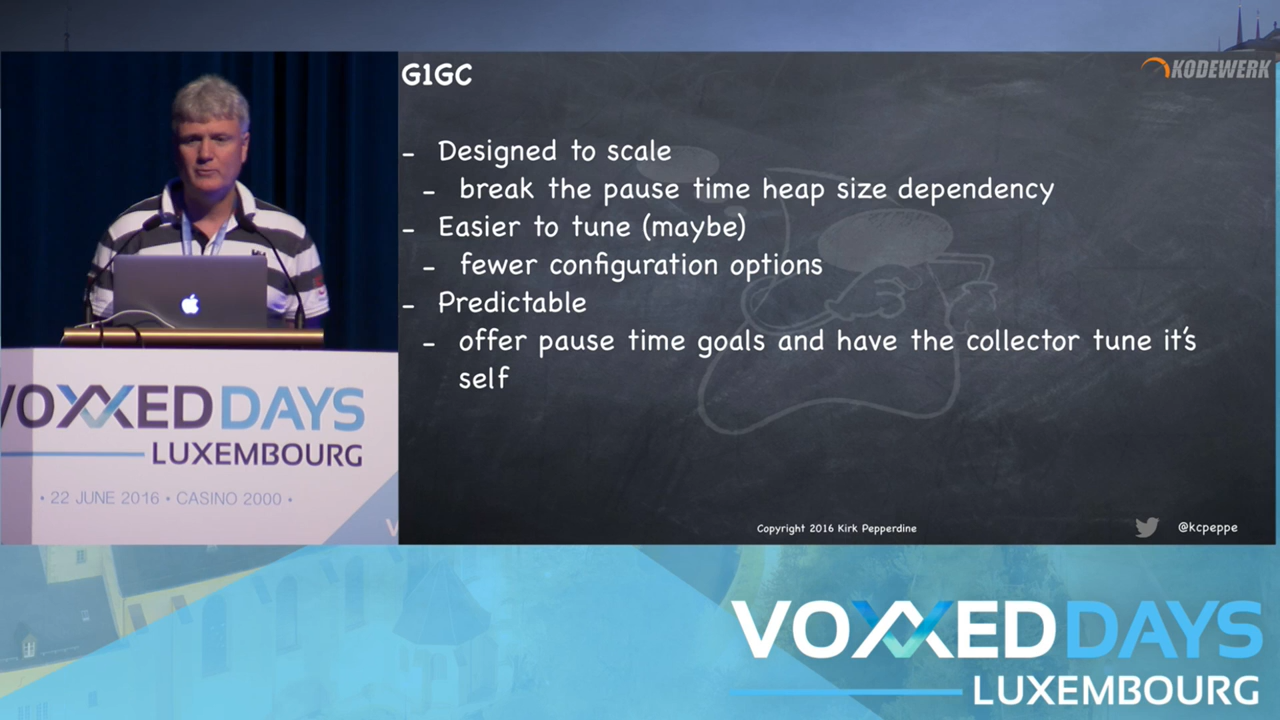 G1GC
KODEWERK
- Designed to scale
- break the pause time heap size dependency
- Easier to tune (maybe)
- fewer configuration options
- Predictable
- offer pause time goals and have the collector tune it's
self
Copyright 2016 Kirk Pepperdine
@kcpeppe
VOXXED DAYS
LUXEMBOURG
• 22 JUNE 2016 • CASINO 2000 •
VOXXED DAYS
LUXEMBOURG